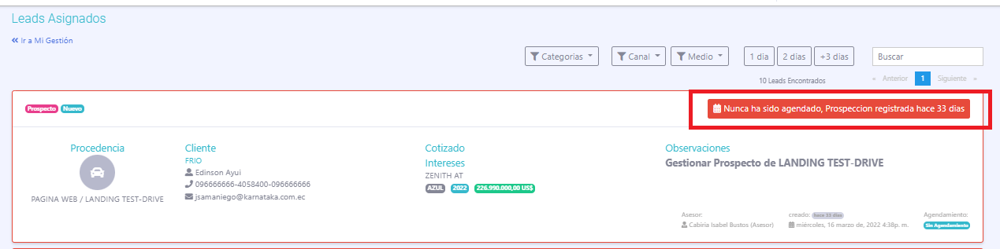 Leads Asignados
« Ir a Mi Gestión
Categorias Canal Medio 1 dia 2 dias +3 dias Buscar
10 Leads Encontrados « Anterior 1 Siguiente »
Prospecto Nuevo Nunca ha sido agendado, Prospeccion registrada hace 33 dias
Procedencia
PAGINA WEB / LANDING TEST-DRIVE
Cliente
FRIO
Edinson Ayui
096666666-4058400-096666666
jsamaniego@karnataka.com.ec
Cotizado
Intereses
ZENITH AT
AZUL 2022 226.990.000,00 US$
Observaciones
Gestionar Prospecto de LANDING TEST-DRIVE
Asesor:
Cabiria Isabel Bustos (Asesor)
creado: hace 33 dias
miércoles, 16 marzo de, 2022 4:38p. m.
Agendamiento:
Sin Agendamiento